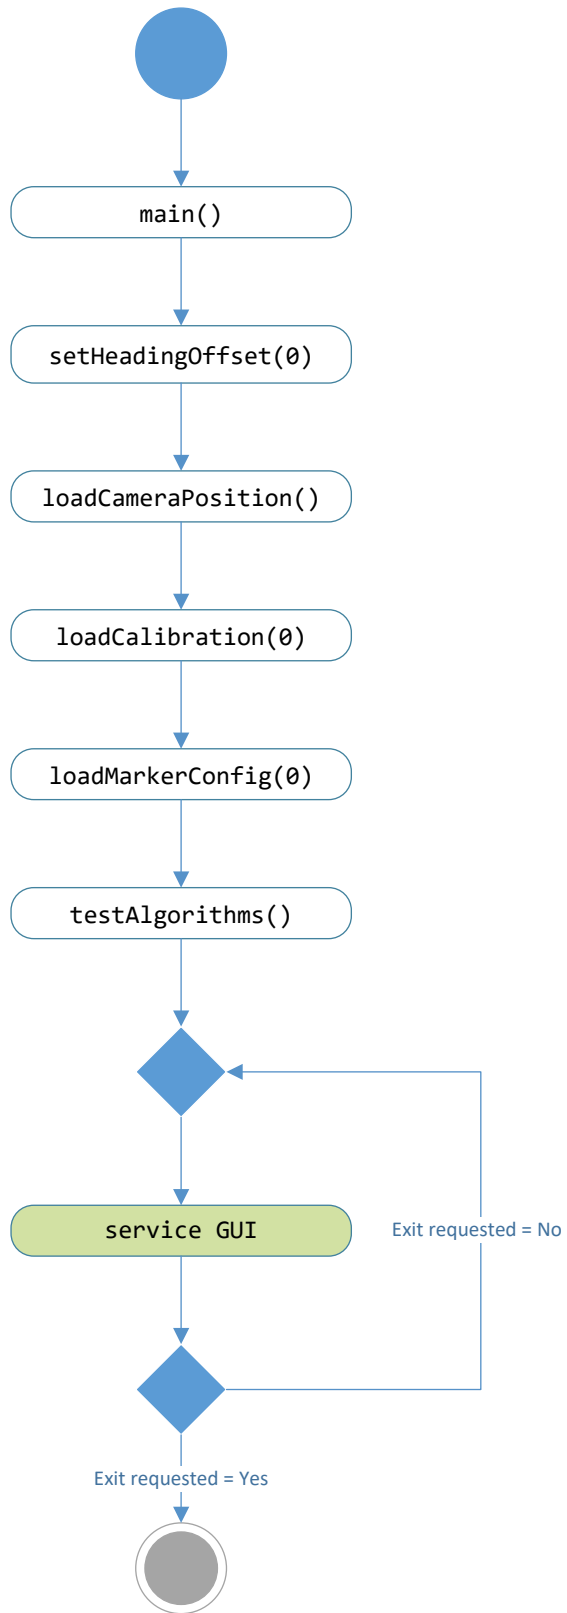 main()
setHeadingOffset(0)
loadCameraPosition()
loadCalibration(0)
loadMarkerConfig(0)
testAlgorithms()
service GUI
Exit requested = No
Exit requested = Yes